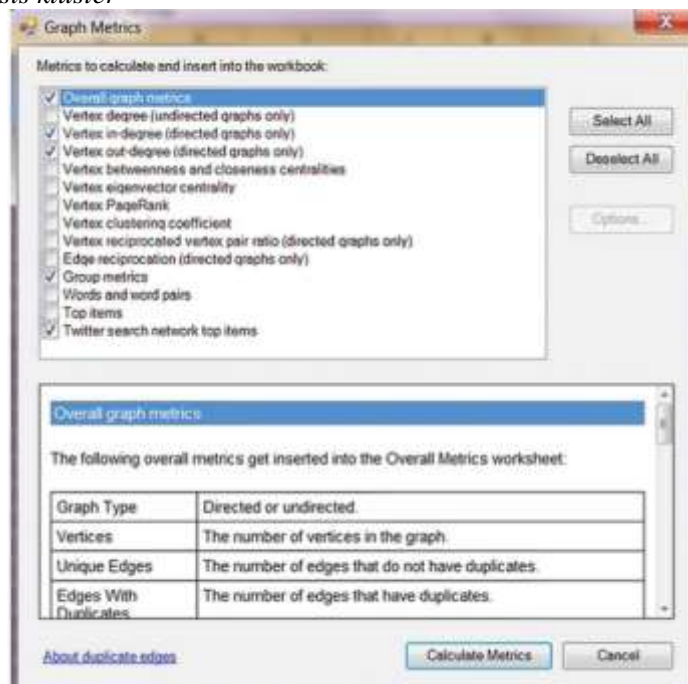 Graph Metrics
Metrics to calculate and insert into the workbook:
Overall graph metrics
Vertex degree (undirected graphs only)
Vertex in-degree (directed graphs only)
Vertex out-degree (directed graphs only)
Vertex betweenness and closeness centralities
Vertex eigenvector centrality
Vertex PageRank
Vertex clustering coefficient
Vertex reciprocated vertex pair ratio (directed graphs only)
Edge reciprocation (directed graphs only)
Group metrics
Words and word pairs
Top items
Twitter search network top items
Select All
Deselect All
Options...
Overall graph metrics
The following overall metrics get inserted into the Overall Metrics worksheet:
Graph Type Directed or undirected.
Vertices The number of vertices in the graph.
Unique Edges The number of edges that do not have duplicates.
Edges With Duplicates The number of edges that have duplicates.
About duplicate edges
Calculate Metrics
Cancel